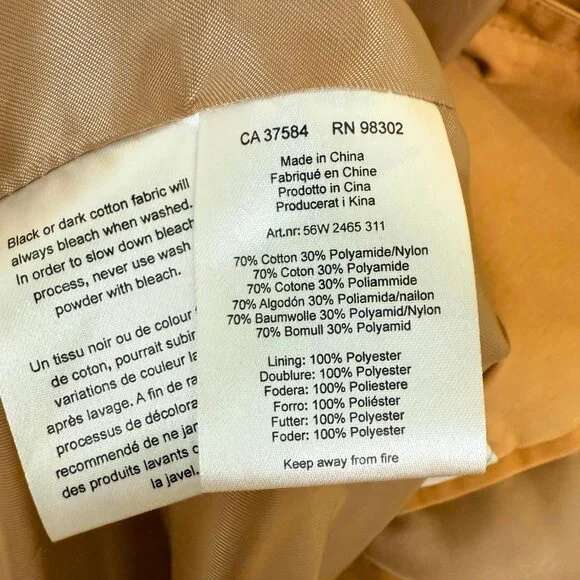 Black or dark cotton fabric will
always bleach when washed.
In order to slow down bleach
process, never use wash
powder with bleach.
Un tissu noir ou de colour
de coton, pourrait subir
variations de couleur
après lavage. A fin de
processus de décolora
recommendé de ne jar
des produits lavants
la javel.
CA 37584 RN 98302
Made in China
Fabriqué en Chine
Prodotto in Cina
Producerat i Kina
Art.nr: 56W 2465 311
70% Cotton 30% Polyamide/Nylon
70% Coton 30% Polyamide
70% Cotone 30% Poliammide
70% Algodón 30% Poliamida/nailon
70% Baumwolle 30% Polyamid/Nylon
70% Bomull 30% Polyamid
Lining: 100% Polyester
Doublure: 100% Polyester
Fodera: 100% Poliestere
Forro: 100% Poliéster
Futter: 100% Polyester
Foder: 100% Polyester
Keep away from fire